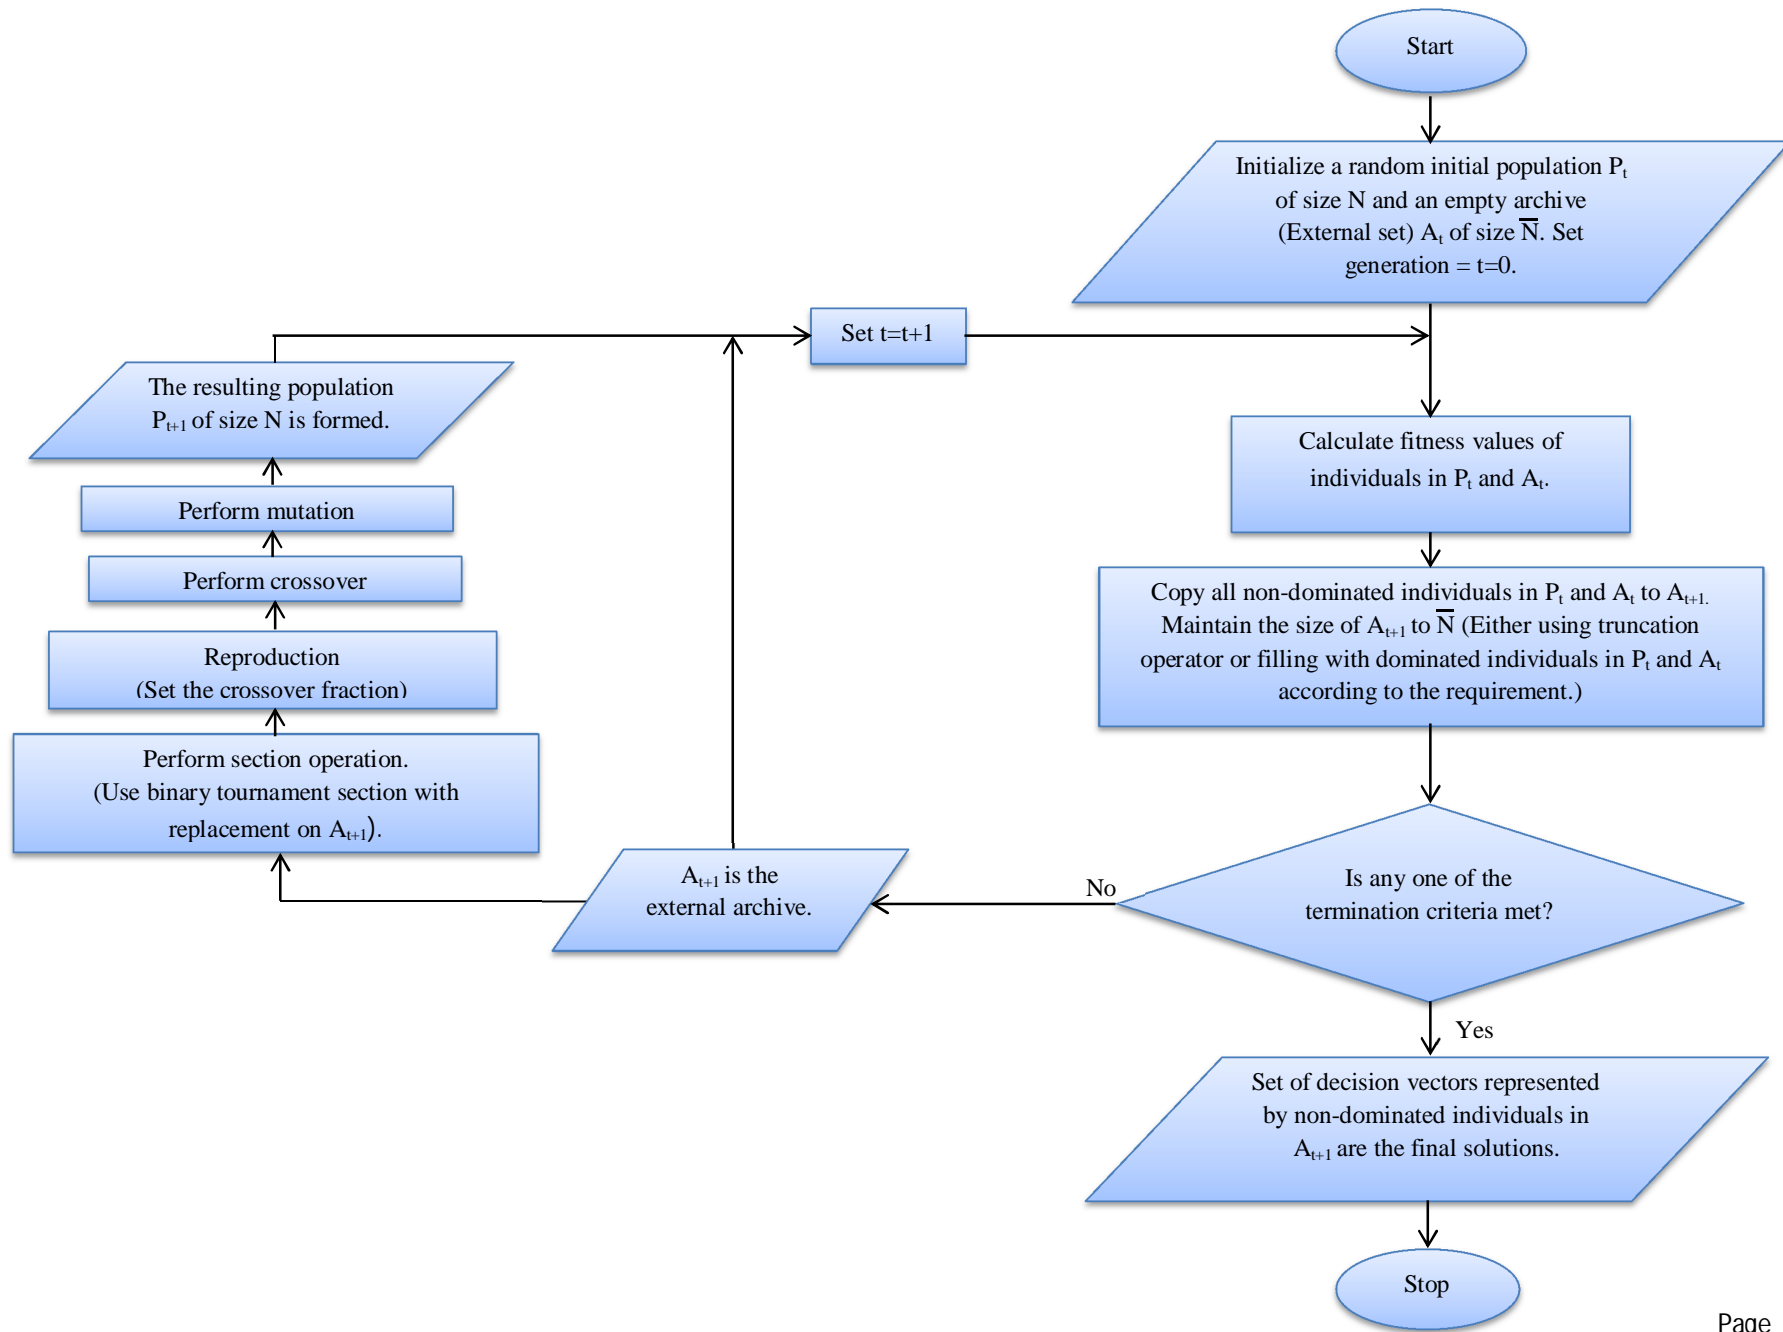 Start
Initialize a random initial population Pt
of size N and an empty archive
(External set) At of size N̅. Set
generation = t=0.
Set t=t+1
The resulting population
Pt+1 of size N is formed.
Calculate fitness values of
individuals in Pt and At.
Perform mutation
Perform crossover
Copy all non-dominated individuals in Pt and At to At+1.
Maintain the size of At+1 to N̅ (Either using truncation
operator or filling with dominated individuals in Pt and At
according to the requirement.)
Reproduction
(Set the crossover fraction)
Perform section operation.
(Use binary tournament section with
replacement on At+1).
At+1 is the
external archive.
No
Is any one of the
termination criteria met?
Yes
Set of decision vectors represented
by non-dominated individuals in
At+1 are the final solutions.
Stop
Page